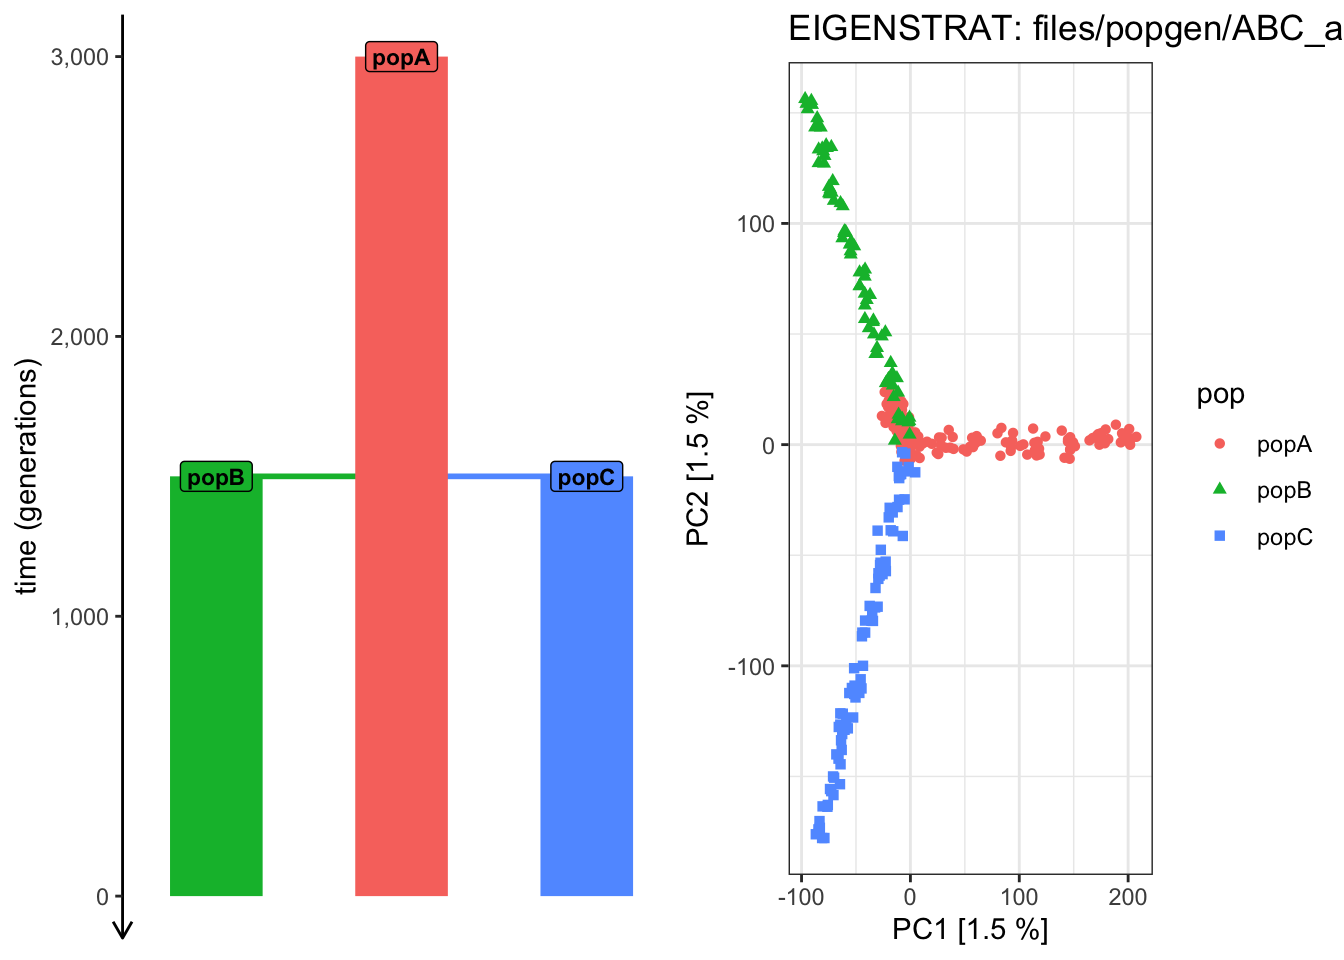 time (generations)
3,000
2,000
1,000
0
popA
popB
popC
EIGENSTRAT: files/popgen/ABC_a
PC2 [1.5 %]
100
0
-100
-100
0
100
200
PC1 [1.5 %]
pop
popA
popB
popC